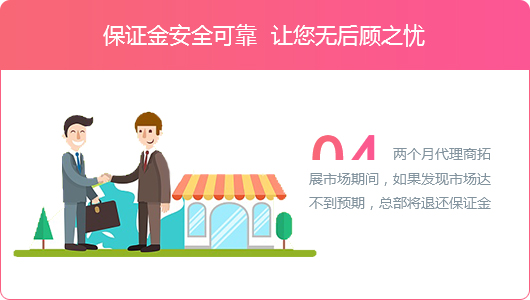 保证金安全可靠 让您无后顾之忧
04 两个月代理商拓
展市场期间，如果发现市场达
不到预期，总部将退还保证金